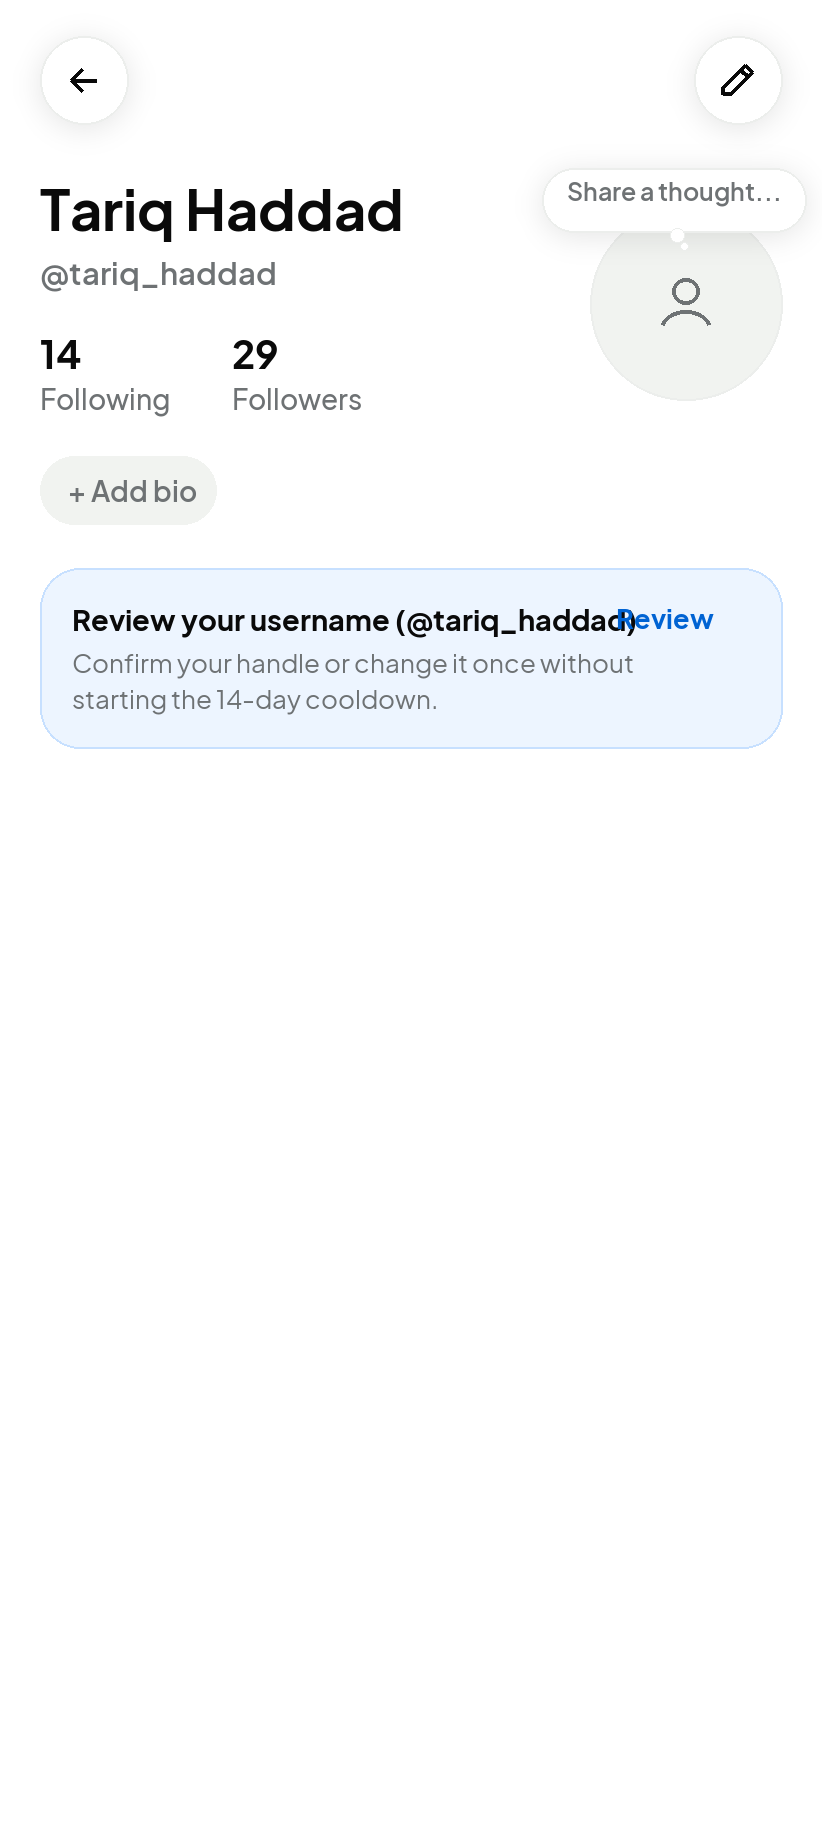 Share a thought...
Tariq Haddad
@tariq_haddad
14 29
Following Followers
+ Add bio
Review your username (@tariq_haddad) Review
Confirm your handle or change it once without
starting the 14-day cooldown.